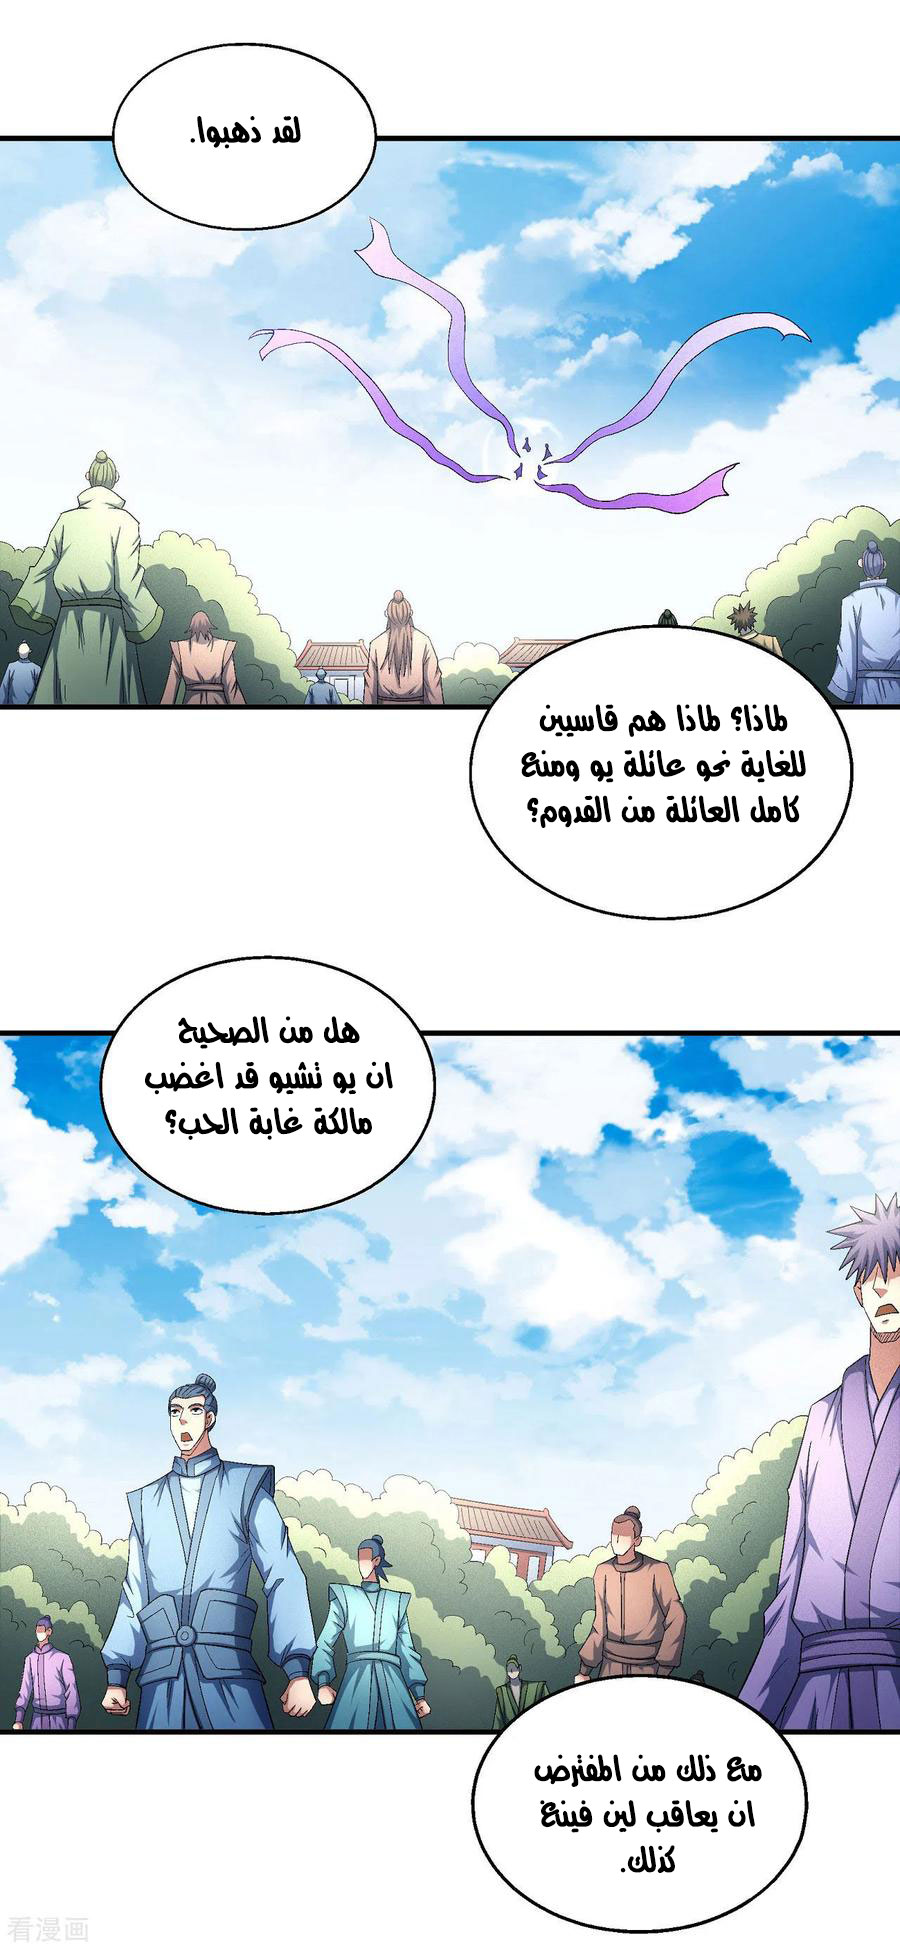 لقد ذهبوا.
لماذا؟ لماذا هم قاسيين
للغاية نحو عائلة يو ومنع
كامل العائلة من القدوم؟
هل من الصحيح
ان يو تشيو قد اغضب
مالكة غابة الحب؟
مع ذلك من المفترض
ان يعاقب لين فينغ
كذلك.
看漫画